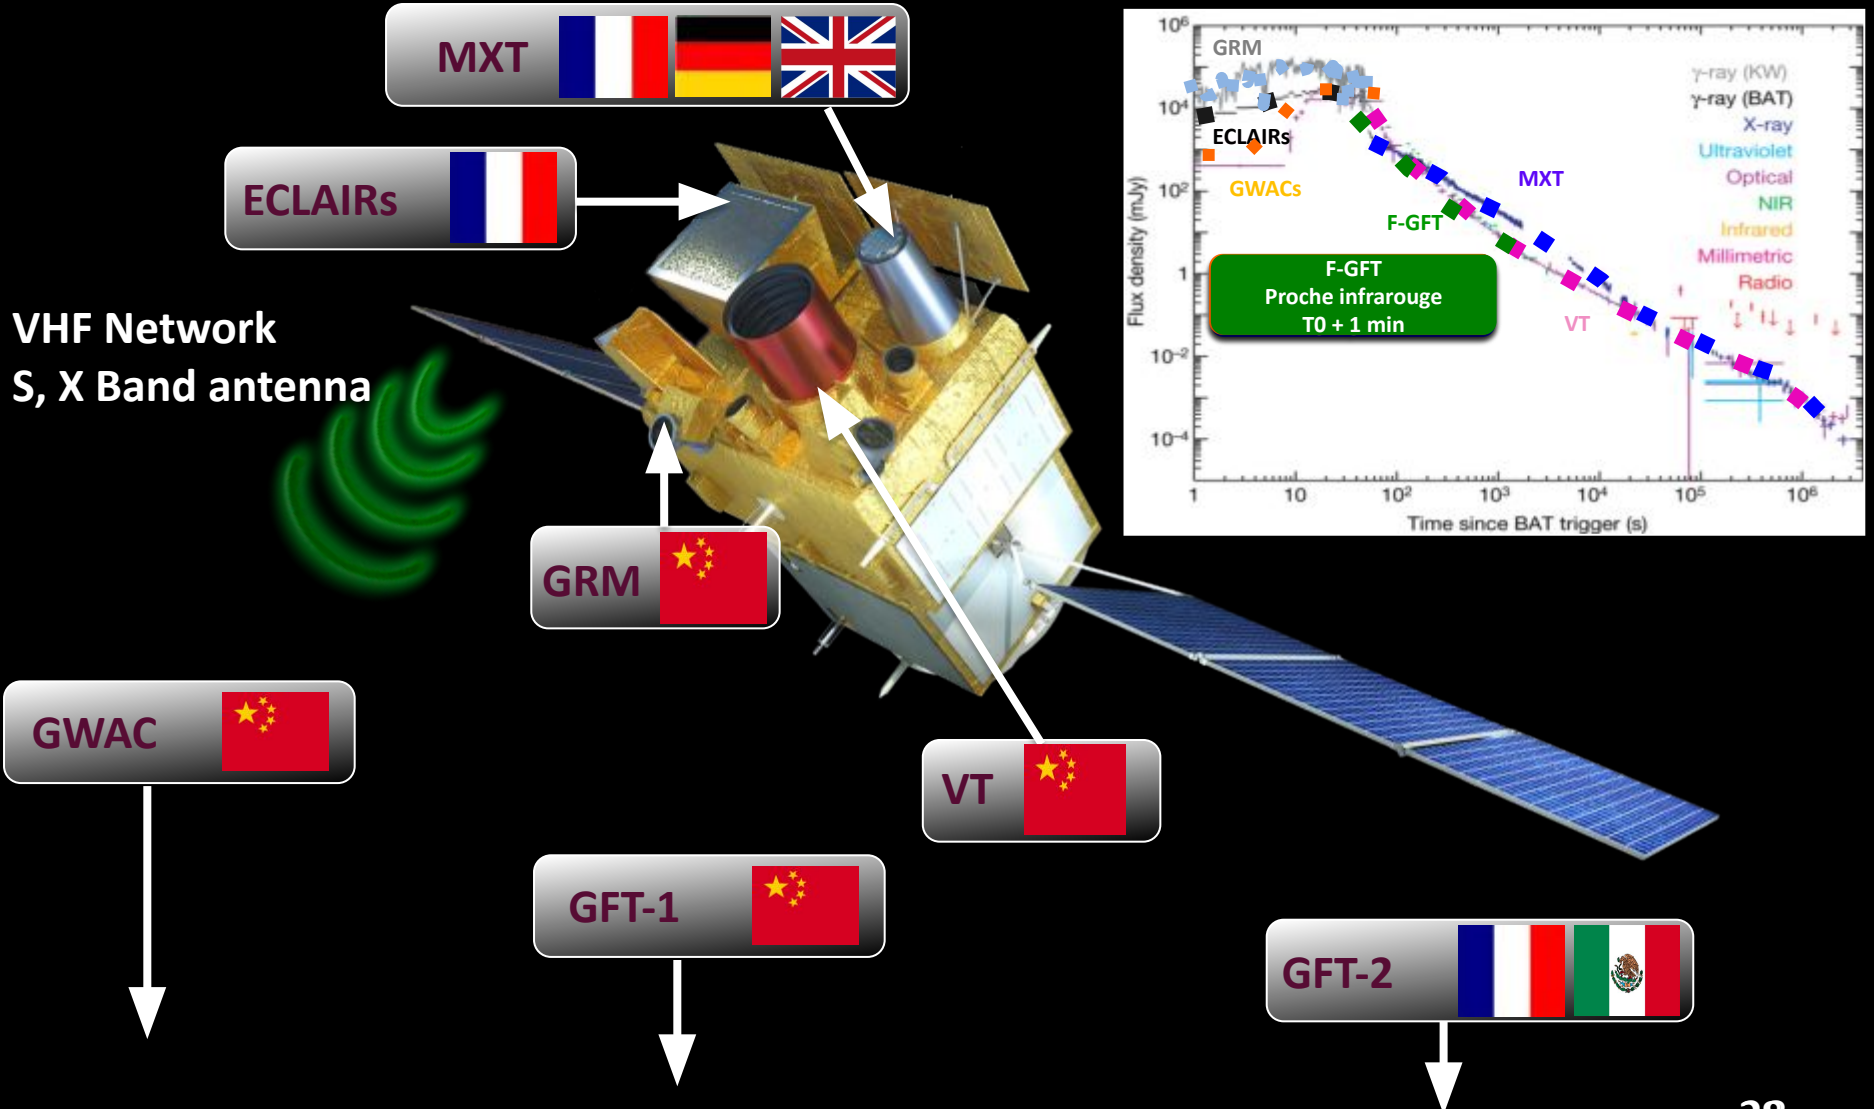 MXT
ECLAIRs
VHF Network
S, X Band antenna
GRM
GWAC
VT
GFT-1
GFT-2
10⁶
10⁴
10²
1
10⁻²
10⁻⁴
Flux density (mJy)
GRM
ECLAIRs
GWACs
F-GFT
MXT
VT
F-GFT
Proche infrarouge
T0 + 1 min
γ-ray (KW)
γ-ray (BAT)
X-ray
Ultraviolet
Optical
NIR
Infrared
Millimetric
Radio
1 10 10² 10³ 10⁴ 10⁵ 10⁶
Time since BAT trigger (s)